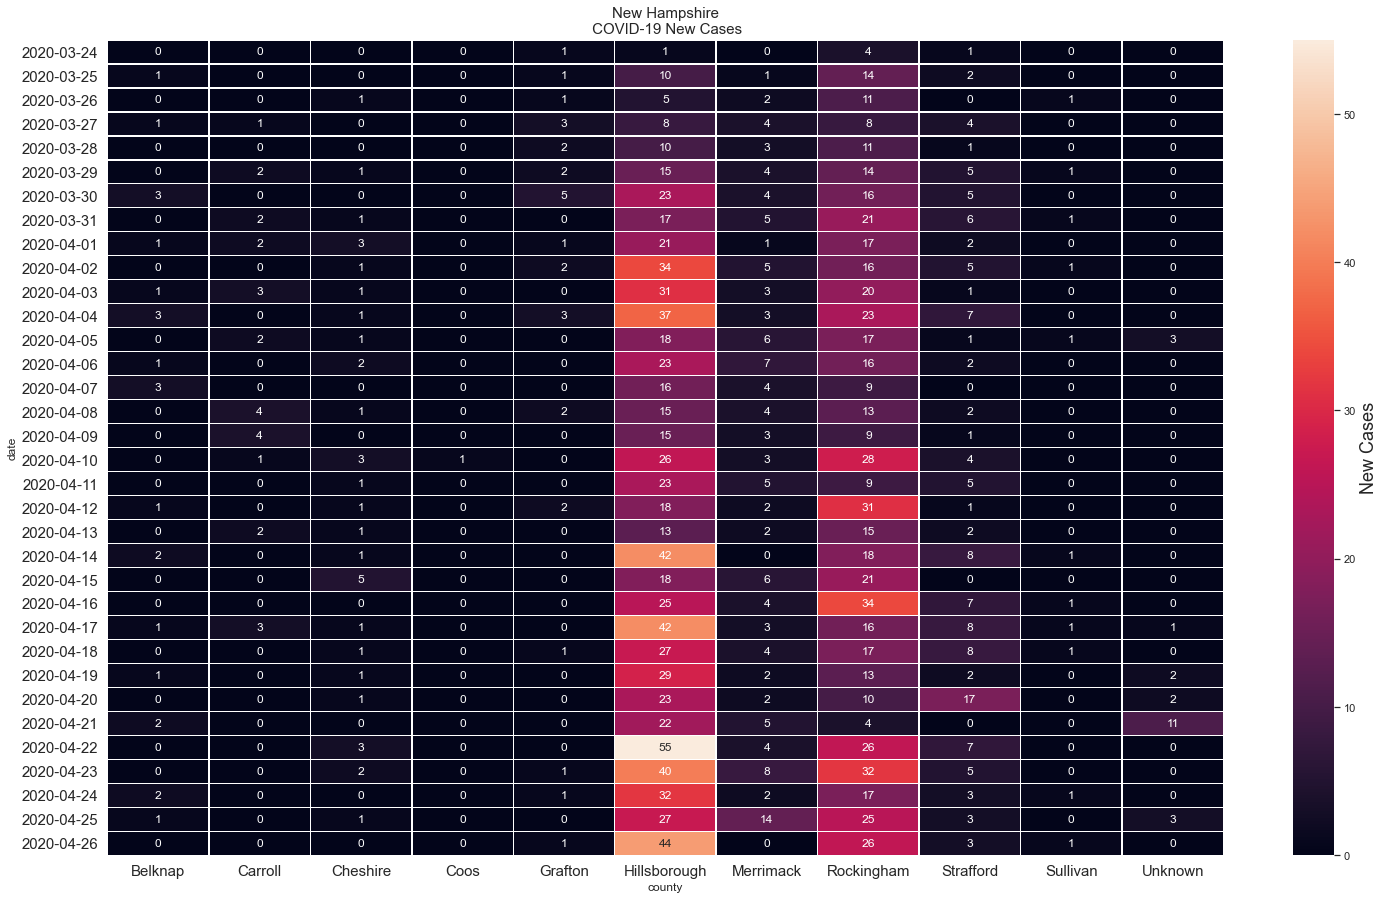 New Hampshire
COVID-19 New Cases
2020-03-24 0 0 0 0 1 1 0 4 1 0 0
2020-03-25 1 0 0 0 1 10 1 14 2 0 0
2020-03-26 0 0 1 0 1 5 2 11 0 1 0
2020-03-27 1 1 0 0 3 8 4 8 4 0 0
2020-03-28 0 0 0 0 2 10 3 11 1 0 0
2020-03-29 0 2 1 0 2 15 4 14 5 1 0
2020-03-30 3 0 0 0 5 23 4 16 5 0 0
2020-03-31 0 2 1 0 0 17 5 21 6 1 0
2020-04-01 1 2 3 0 1 21 1 17 2 0 0
2020-04-02 0 0 1 0 2 34 5 16 5 1 0
2020-04-03 1 3 1 0 0 31 3 20 1 0 0
2020-04-04 3 0 1 0 3 37 3 23 7 0 0
2020-04-05 0 2 1 0 0 18 6 17 1 1 3
2020-04-06 1 0 2 0 0 23 7 16 2 0 0
2020-04-07 3 0 0 0 0 16 4 9 0 0 0
2020-04-08 0 4 1 0 2 15 4 13 2 0 0
2020-04-09 0 4 0 0 0 15 3 9 1 0 0
2020-04-10 0 1 3 1 0 26 3 28 4 0 0
2020-04-11 0 0 1 0 0 23 5 9 5 0 0
2020-04-12 1 0 1 0 2 18 2 31 1 0 0
2020-04-13 0 2 1 0 0 13 2 15 2 0 0
2020-04-14 2 0 1 0 0 42 0 18 8 1 0
2020-04-15 0 0 5 0 0 18 6 21 0 0 0
2020-04-16 0 0 0 0 0 25 4 34 7 1 0
2020-04-17 1 3 1 0 0 42 3 16 8 1 1
2020-04-18 0 0 1 0 1 27 4 17 8 1 0
2020-04-19 1 0 1 0 0 29 2 13 2 0 2
2020-04-20 0 0 1 0 0 23 2 10 17 0 2
2020-04-21 2 0 0 0 0 22 5 4 0 0 11
2020-04-22 0 0 3 0 0 55 4 26 7 0 0
2020-04-23 0 0 2 0 1 40 8 32 5 0 0
2020-04-24 2 0 0 0 1 32 2 17 3 1 0
2020-04-25 1 0 1 0 0 27 14 25 3 0 3
2020-04-26 0 0 0 0 1 44 0 26 3 1 0
Belknap Carroll Cheshire Coos Grafton Hillsborough Merrimack Rockingham Strafford Sullivan Unknown
county
date
50
40
30
20
10
0
New Cases